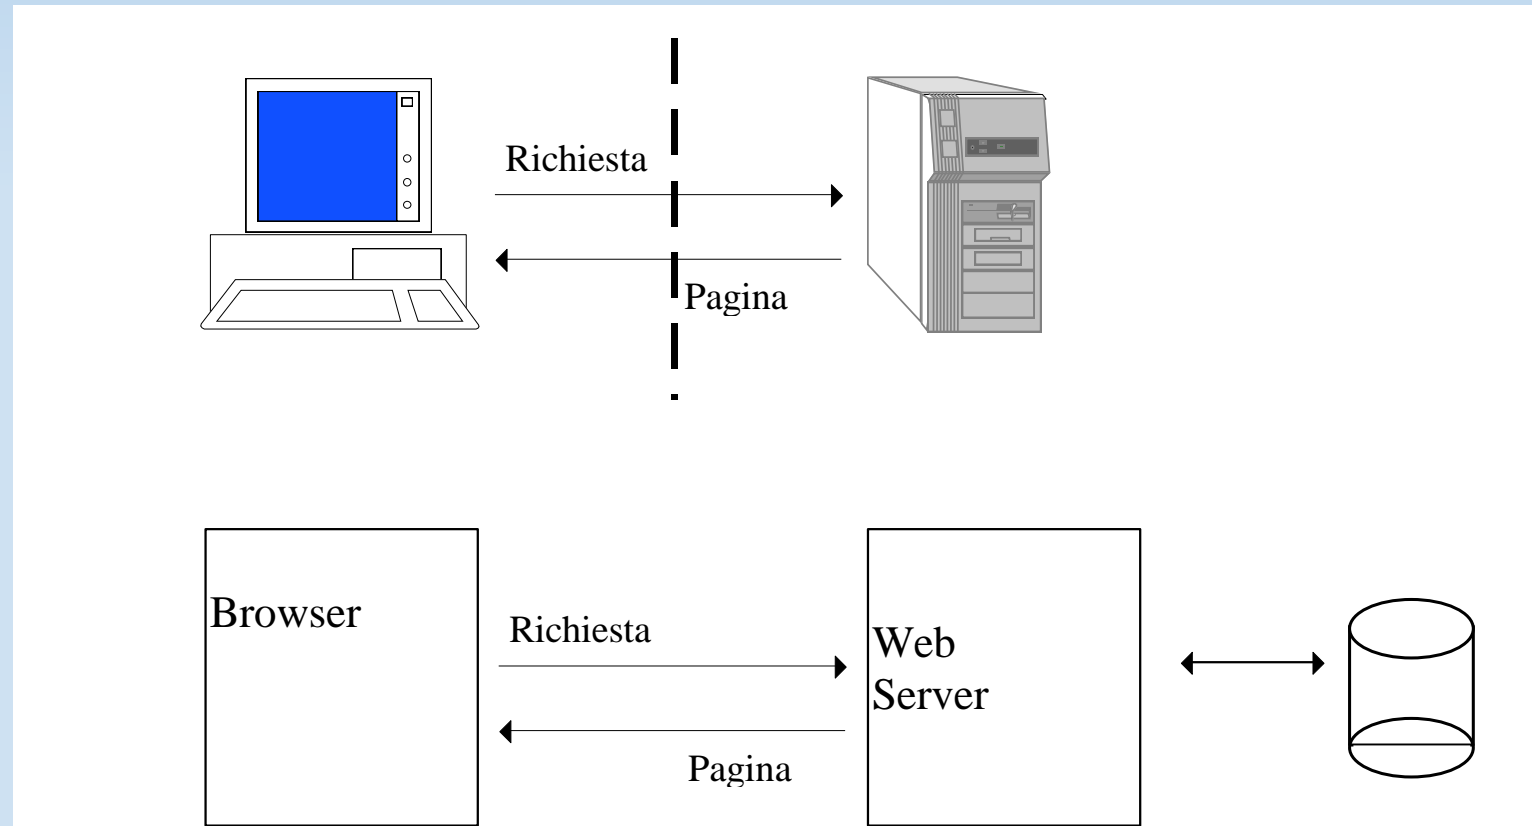 Richiesta
Pagina
Browser
Richiesta
Web
Server
Pagina